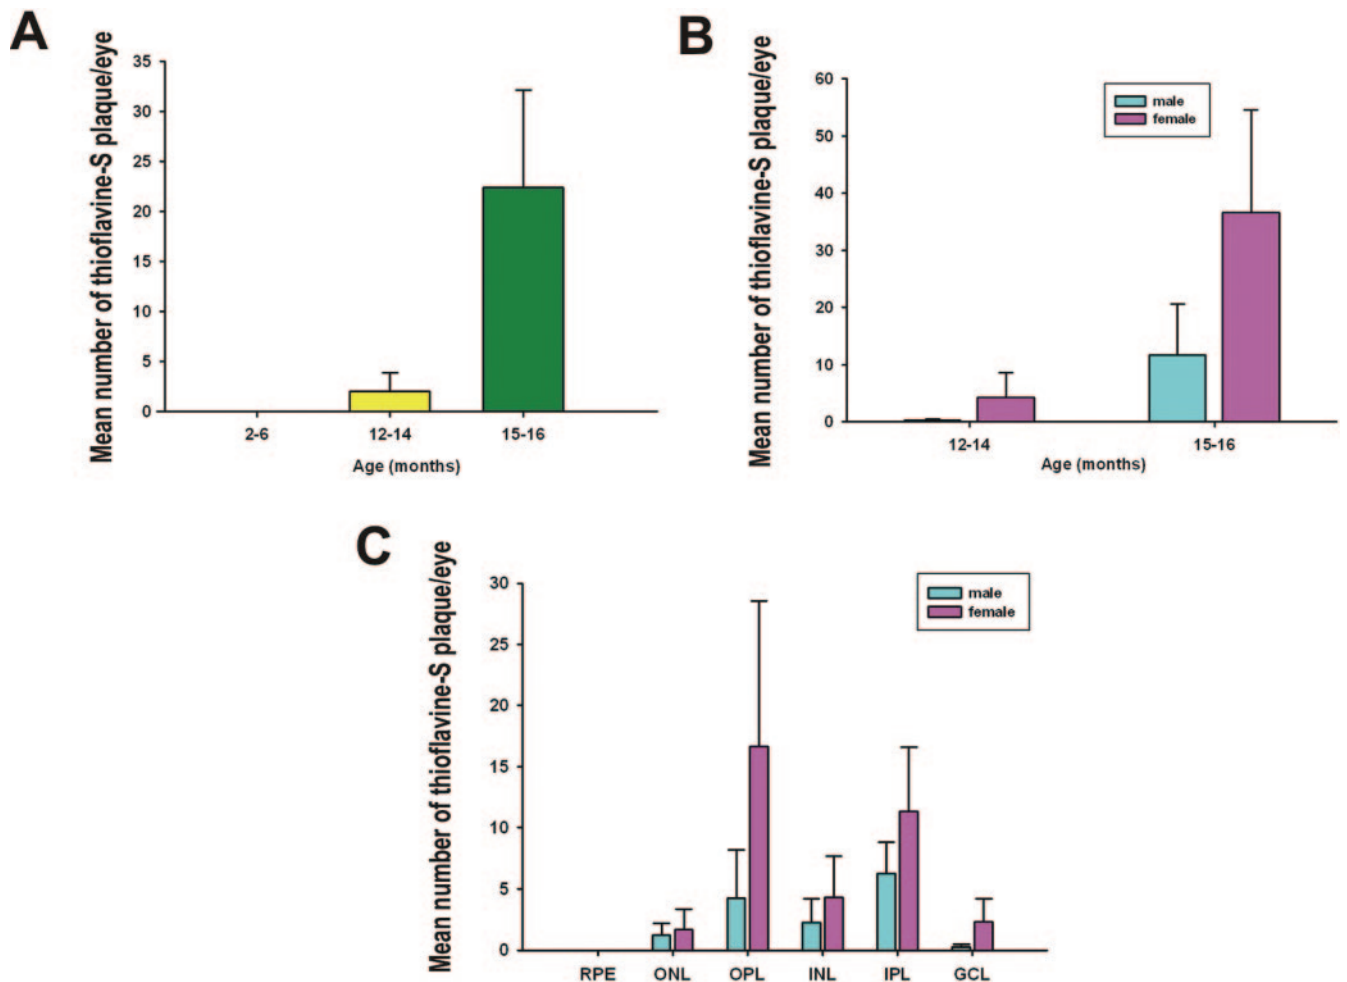 A
Mean number of thioflavine-S plaque/eye
35
30
25
20
15
10
5
0
2-6 12-14 15-16
Age (months)
B
Mean number of thioflavine-S plaque/eye
60
50
40
30
20
10
0
male
female
12-14 15-16
Age (months)
C
Mean number of thioflavine-S plaque/eye
30
25
20
15
10
5
0
male
female
RPE ONL OPL INL IPL GCL